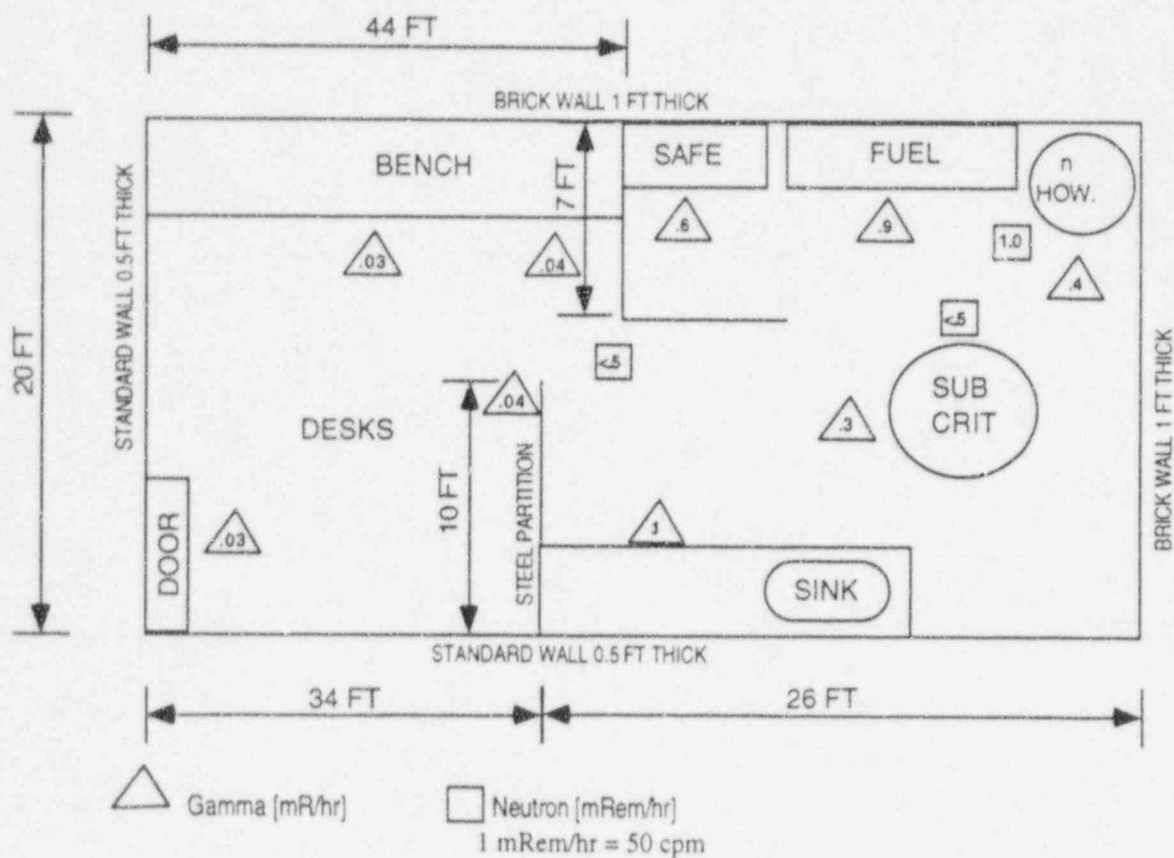 44 FT
BRICK WALL 1 FT THICK
BENCH
SAFE
FUEL
n
HOW.
7 FT
.6
.9
1.0
.4
.03
.04
STANDARD WALL 0.5 FT THICK
20 FT
<.5
<.5
.04
SUB
CRIT
.3
DESKS
BRICK WALL 1 FT THICK
10 FT
STEEL PARTITION
DOOR
.03
.1
SINK
STANDARD WALL 0.5 FT THICK
34 FT
26 FT
Gamma [mR/hr]
Neutron [mRem/hr]
1 mRem/hr = 50 cpm